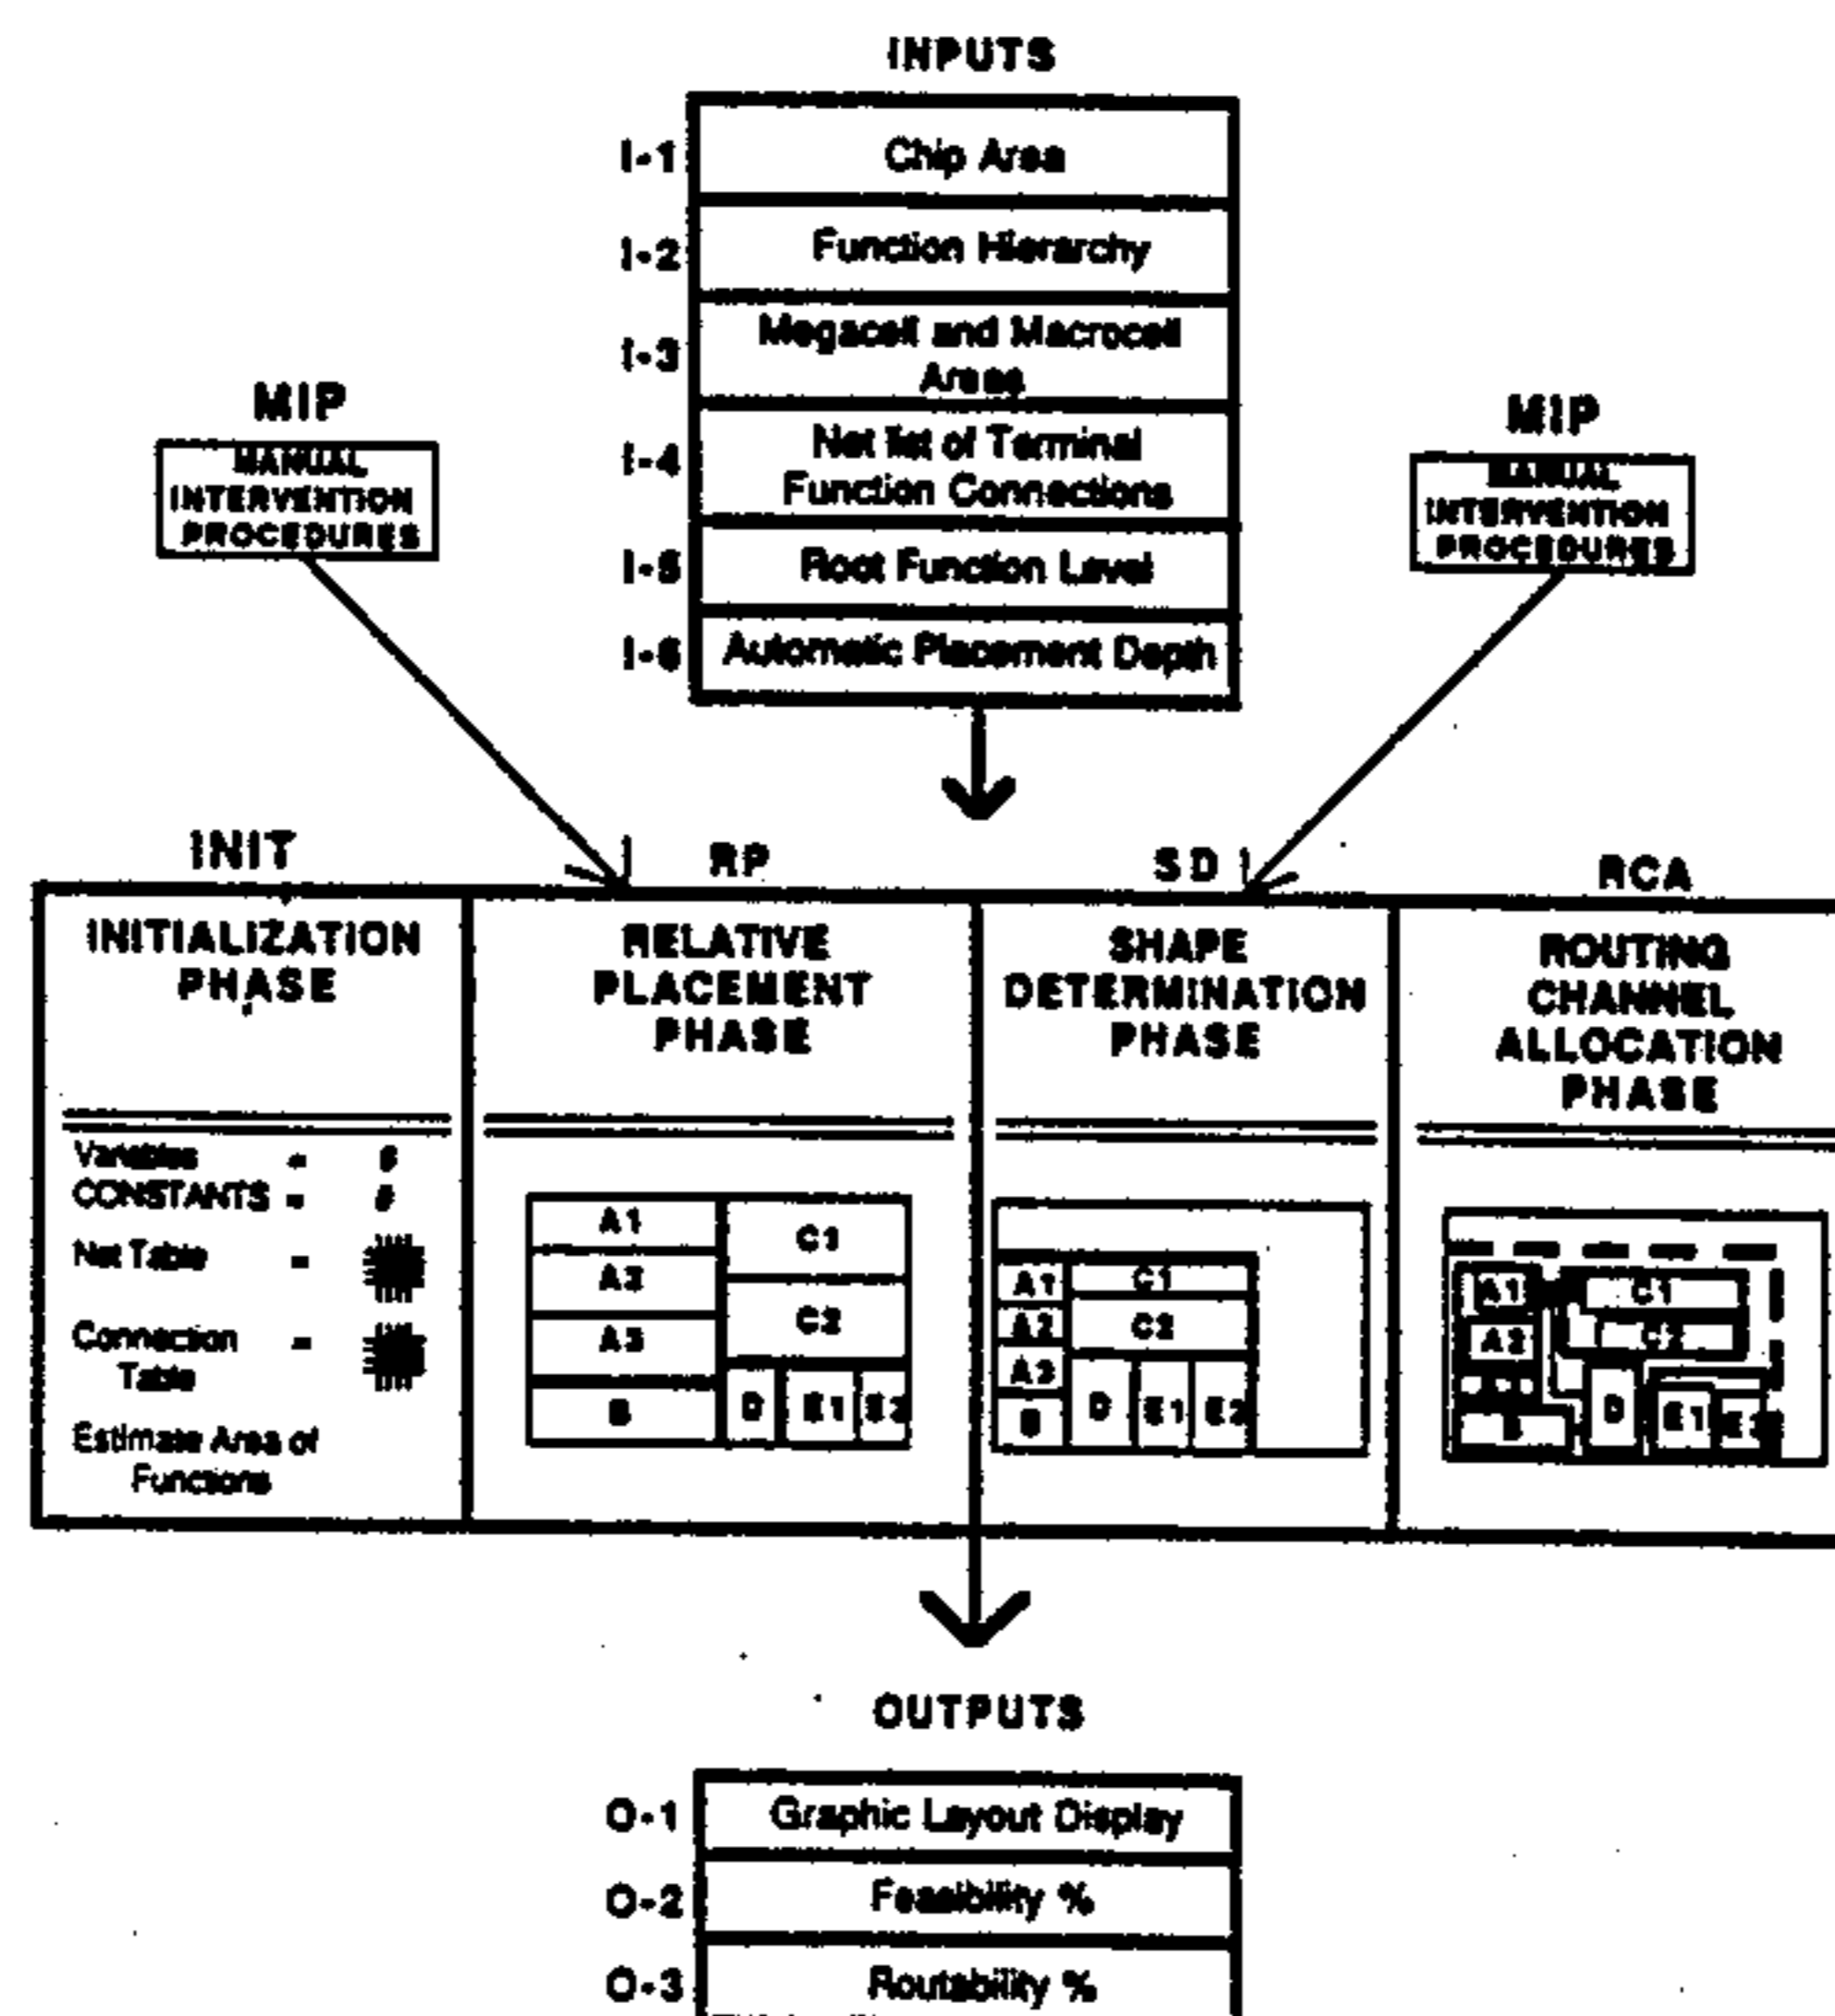 INPUTS
I-1 Chip Area
I-2 Function Hierarchy
I-3 Megacell and Macrocell
Areas
I-4 Net list of Terminal
Function Connections
I-5 Root Function Level
I-6 Automatic Placement Depth
MIP
MANUAL
INTERVENTION
PROCEDURES
MIP
MANUAL
INTERVENTION
PROCEDURES
INIT
RP
SD
RCA
INITIALIZATION
PHASE
Variables -
CONSTANTS -
Net Table -
Connection -
Table
Estimate Area of
Functions
RELATIVE
PLACEMENT
PHASE
A1
C1
A2
C2
A3
B
D
E1
E2
SHAPE
DETERMINATION
PHASE
A1
C1
A2
C2
A3
B
D
E1
E2
ROUTING
CHANNEL
ALLOCATION
PHASE
A1
C1
A2
C2
B
D
E1
E2
OUTPUTS
O-1 Graphic Layout Display
O-2 Feasibility %
O-3 Routability %